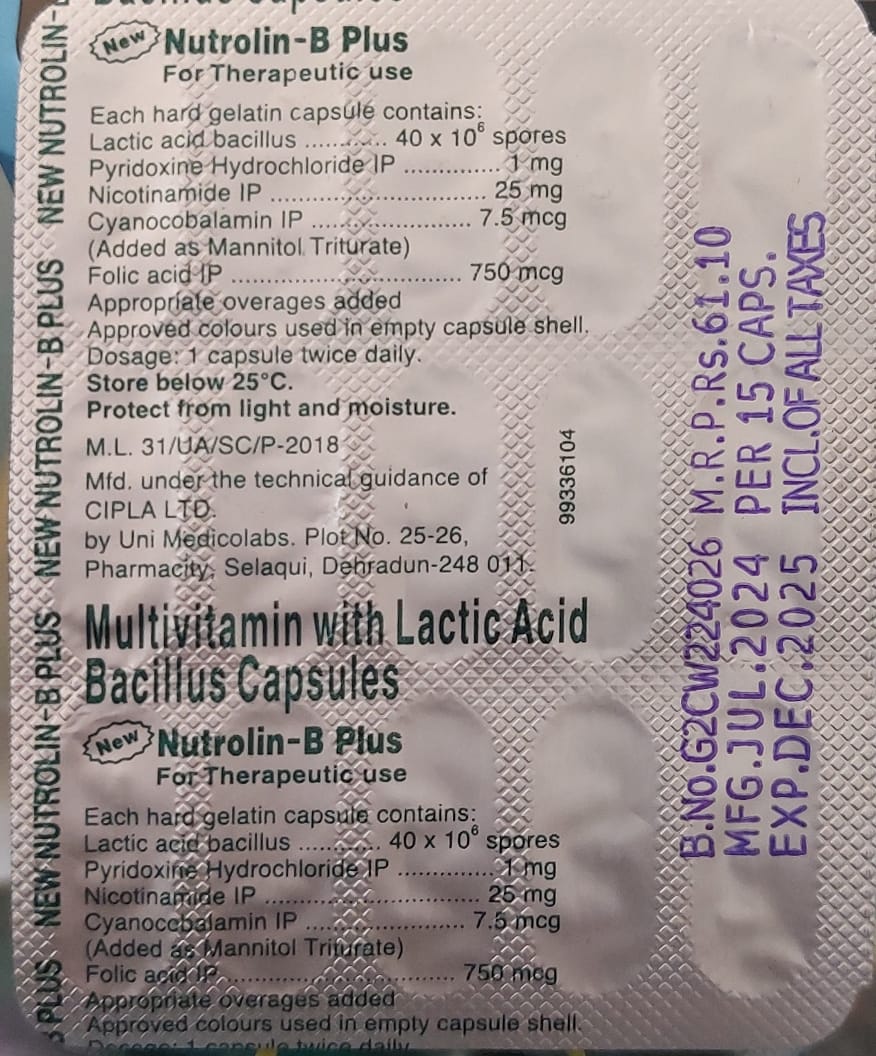 New Nutrolin-B Plus
For Therapeutic use
Each hard gelatin capsule contains:
Lactic acid bacillus ............ 40 x 10⁶ spores
Pyridoxine Hydrochloride IP .............. 1 mg
Nicotinamide IP ................................ 25 mg
Cyanocobalamin IP ....................... 7.5 mcg
(Added as Mannitol Triturate)
Folic acid IP ................................. 750 mcg
Appropriate overages added
Approved colours used in empty capsule shell.
Dosage: 1 capsule twice daily.
Store below 25°C.
Protect from light and moisture.
M.L. 31/UA/SC/P-2018
Mfd. under the technical guidance of
CIPLA LTD.
by Uni Medicolabs. Plot No. 25-26,
Pharmacity, Selaqui, Dehradun-248 011.
Multivitamin with Lactic Acid
Bacillus Capsules
New Nutrolin-B Plus
For Therapeutic use
Each hard gelatin capsule contains:
Lactic acid bacillus ............ 40 x 10⁶ spores
Pyridoxine Hydrochloride IP .............. 1 mg
Nicotinamide IP ................................ 25 mg
Cyanocobalamin IP ....................... 7.5 mcg
(Added as Mannitol Triturate)
Folic acid IP ................................. 750 mcg
Appropriate overages added
Approved colours used in empty capsule shell.
Dosage: 1 capsule twice daily.
PLUS NEW NUTROLIN-B PLUS NEW NUTROLIN-B PLUS NEW NUTROLIN-
99336104
B.No.G2CW224026 M.R.P.Rs.61.10
MFG.JUL.2024 PER 15 CAPS.
EXP.DEC.2025 INCL.OF ALL TAXES